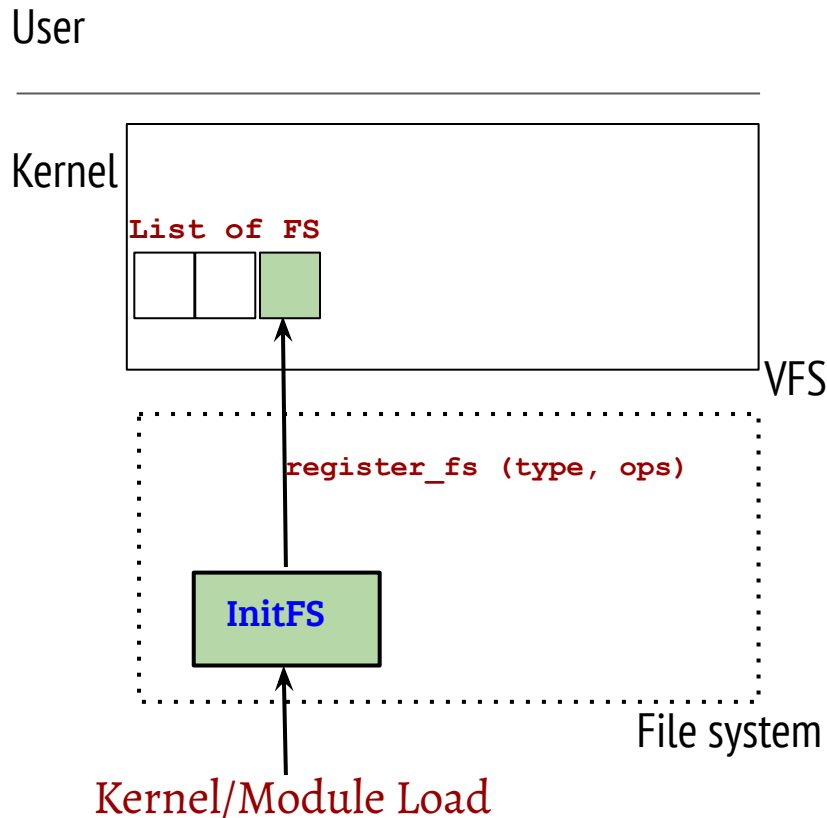 User
Kernel
List of FS
VFS
register_fs (type, ops)
InitFS
File system
Kernel/Module Load